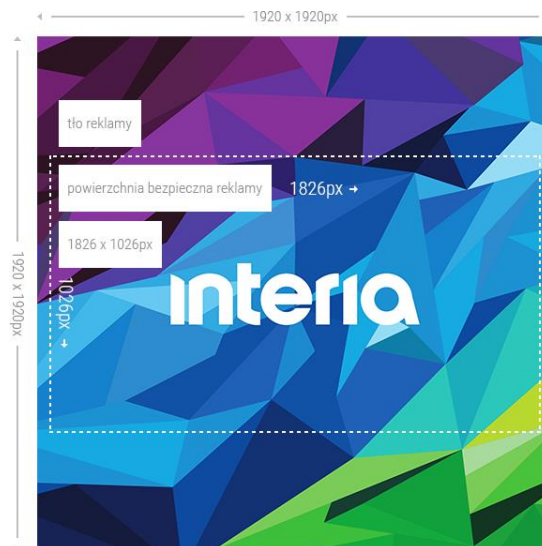 1920 x 1920px
tło reklamy
powierzchnia bezpieczna reklamy
1826px →
1826 x 1026px
1026px →
interia
1920 x 1920px